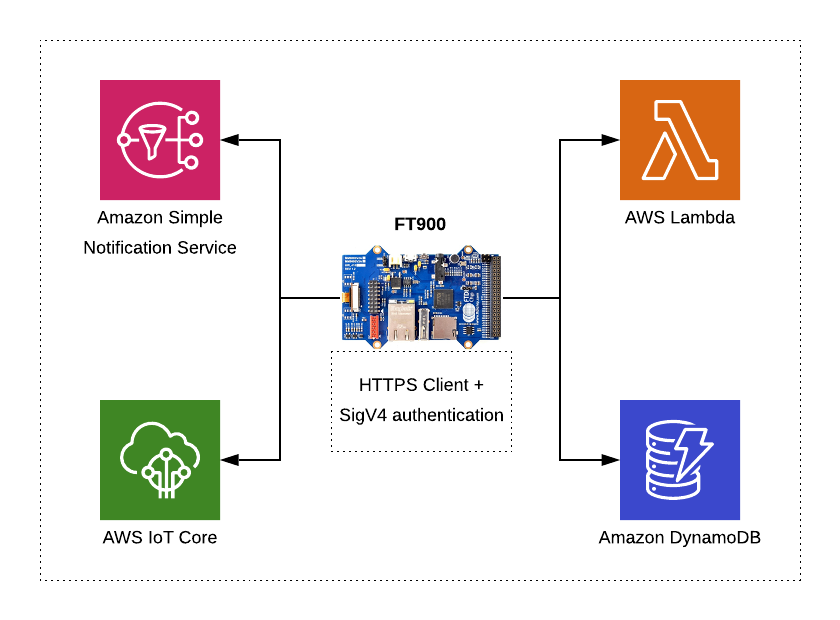 Amazon Simple
Notification Service
AWS Lambda
FT900
HTTPS Client +
SigV4 authentication
AWS IoT Core
Amazon DynamoDB